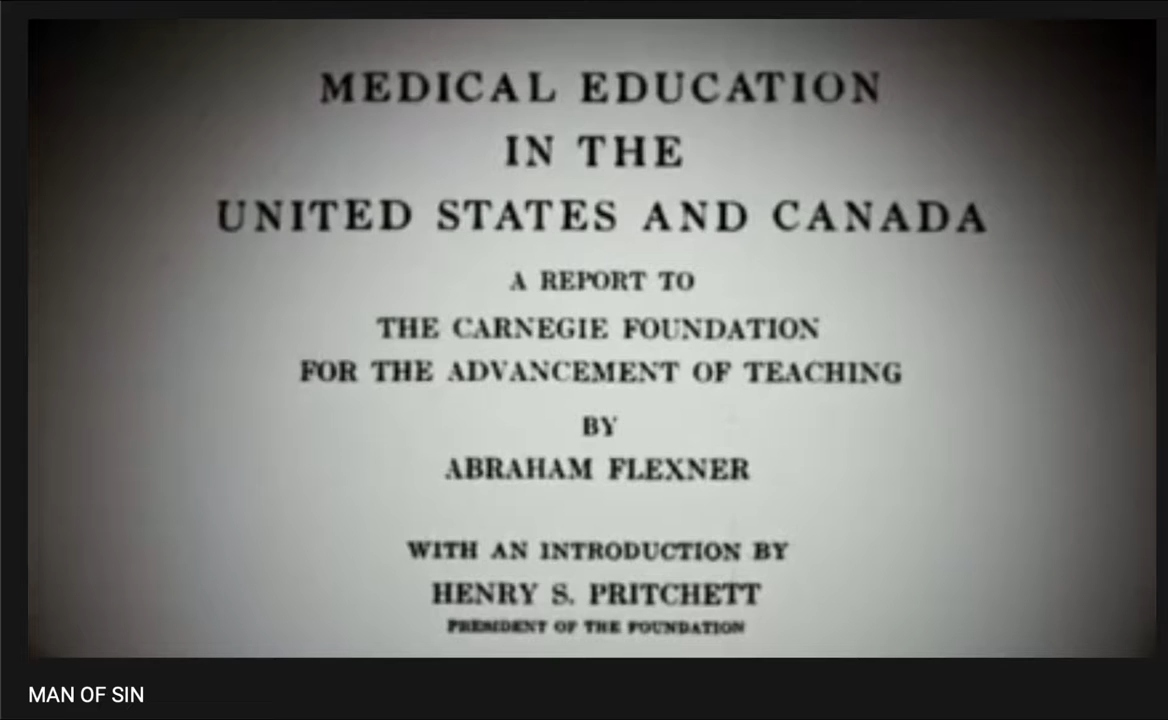 MEDICAL EDUCATION
IN THE
UNITED STATES AND CANADA
A REPORT TO
THE CARNEGIE FOUNDATION
FOR THE ADVANCEMENT OF TEACHING
BY
ABRAHAM FLEXNER
WITH AN INTRODUCTION BY
HENRY S. PRITCHETT
PRESIDENT OF THE FOUNDATION
MAN OF SIN